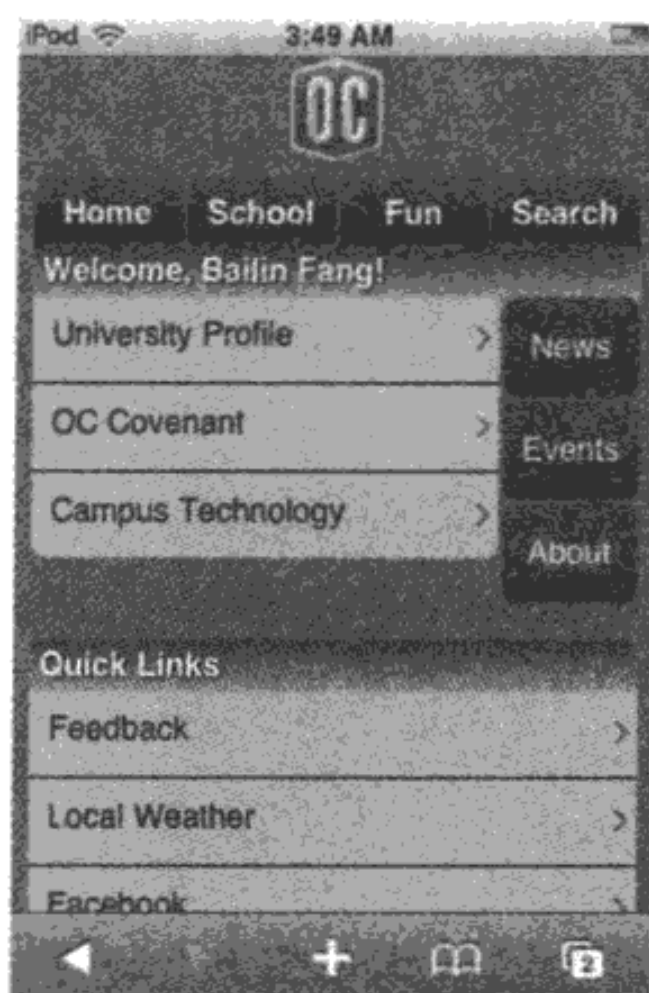 iPod 3:49 AM
OC
Home School Fun Search
Welcome, Bailin Fang!
University Profile
News
OC Covenant
Events
Campus Technology
About
Quick Links
Feedback
Local Weather
Facebook
2